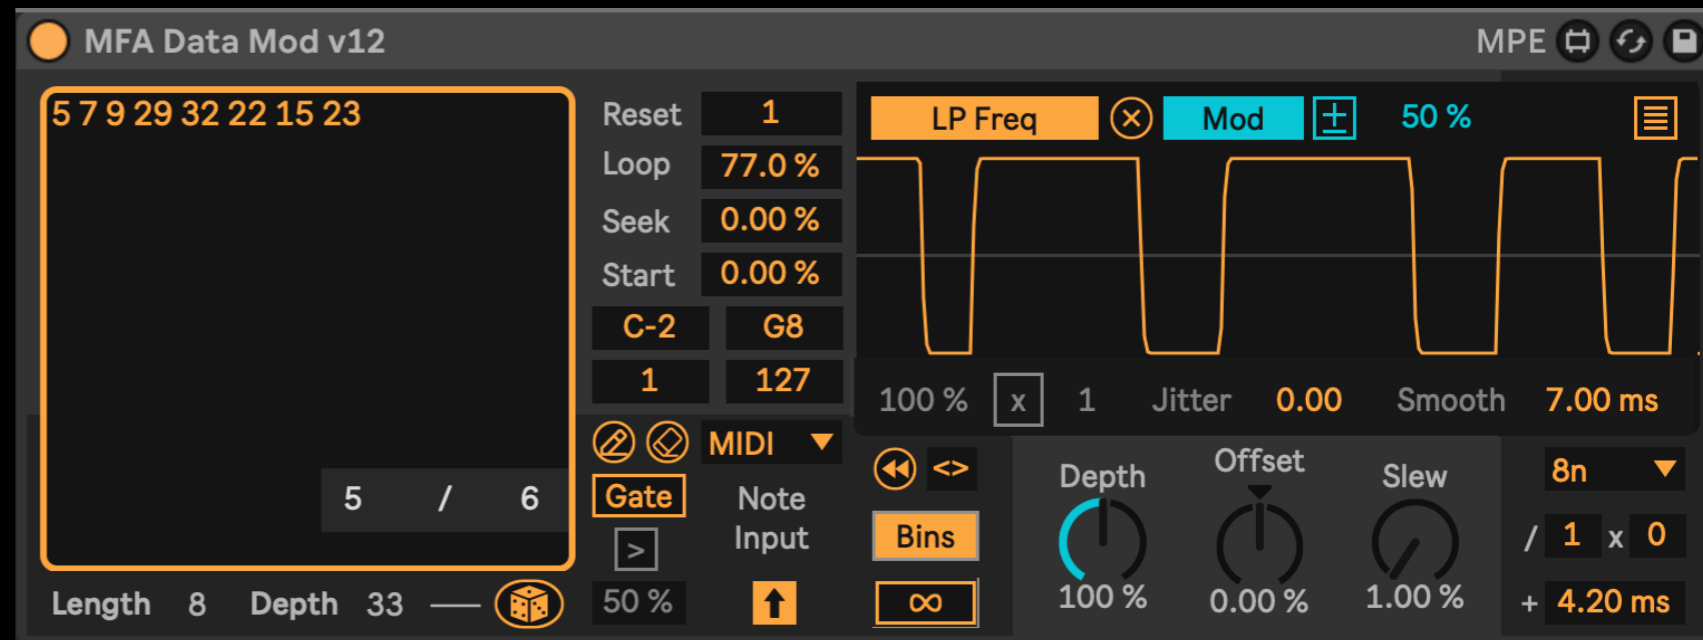 MFA Data Mod v12
MPE
5 7 9 29 32 22 15 23
5 / 6
Length 8 Depth 33
Reset 1
Loop 77.0 %
Seek 0.00 %
Start 0.00 %
C-2 G8
1 127
MIDI
Gate
>
50 %
Note
Input
LP Freq
Mod
±
50 %
100 % x 1 Jitter 0.00 Smooth 7.00 ms
<>
Bins
∞
Depth
100 %
Offset
0.00 %
Slew
1.00 %
8n
/ 1 x 0
+ 4.20 ms